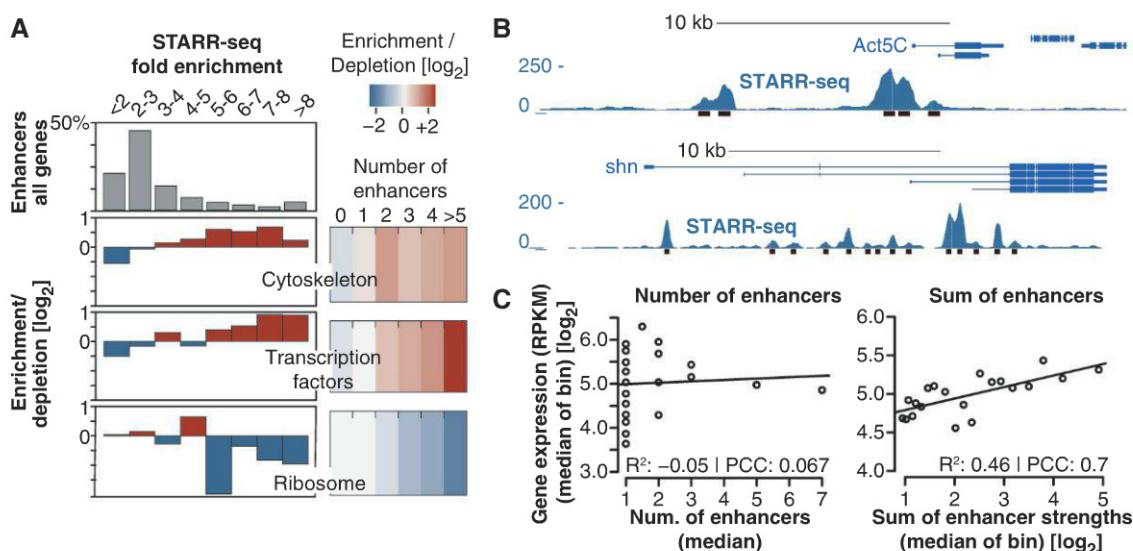 A
STARR-seq
fold enrichment
<2 2-3 3-4 4-5 5-6 6-7 7-8 >8
Enrichment /
Depletion [log2]
−2 0 +2
50%
Enhancers
all genes
1
Number of
enhancers
0 1 2 3 4 >5
1
0
Cytoskeleton
1
0
Transcription
factors
1
0
Ribosome
1
Enrichment/
depletion [log2]
B
10 kb
Act5C
250 -
STARR-seq
0
10 kb
shn
200 -
STARR-seq
0
C
Number of enhancers
Gene expression (RPKM)
(median of bin) [log2]
6.0
5.0
4.0
3.0
R²: −0.05 | PCC: 0.067
1 2 3 4 5 6 7
Num. of enhancers
(median)
Sum of enhancers
6.0
5.0
4.0
R²: 0.46 | PCC: 0.7
1 2 3 4 5
Sum of enhancer strengths
(median of bin) [log2]